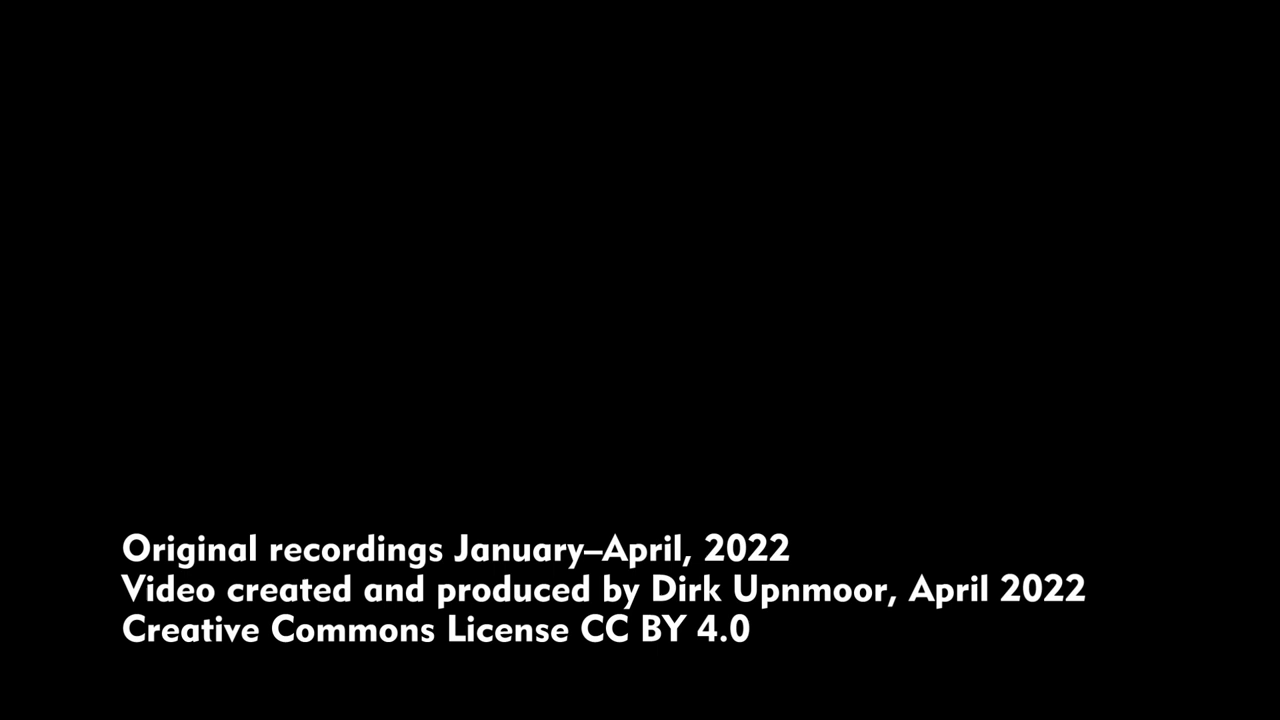 Original recordings January–April, 2022
Video created and produced by Dirk Upnmoor, April 2022
Creative Commons License CC BY 4.0